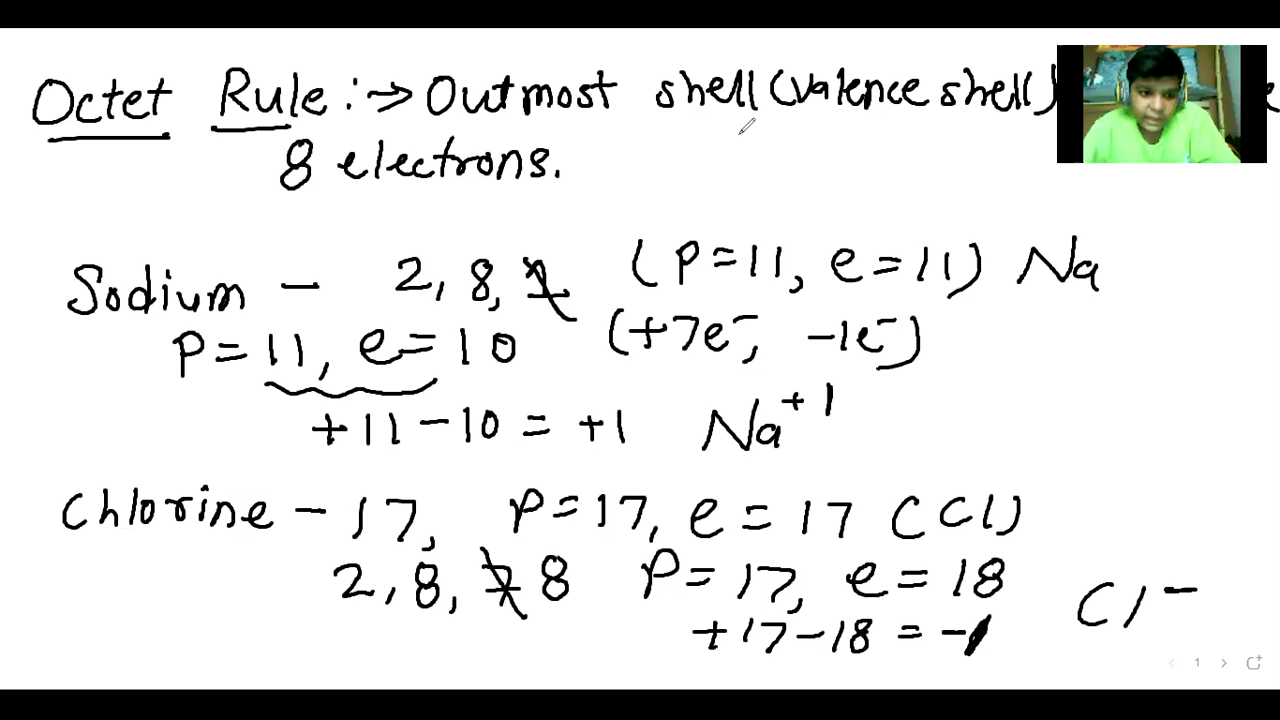 Octet Rule :→ Outmost shell (valence shell) e
8 electrons.
Sodium - 2, 8, 1 (P=11, e=11) Na
P=11, e=10 (+7e⁻, -1e⁻)
+11-10=+1 Na⁺¹
Chlorine - 17, P=17, e=17 (Cl)
2, 8, 7 8 P=17, e=18 Cl⁻
+17-18=-1
1